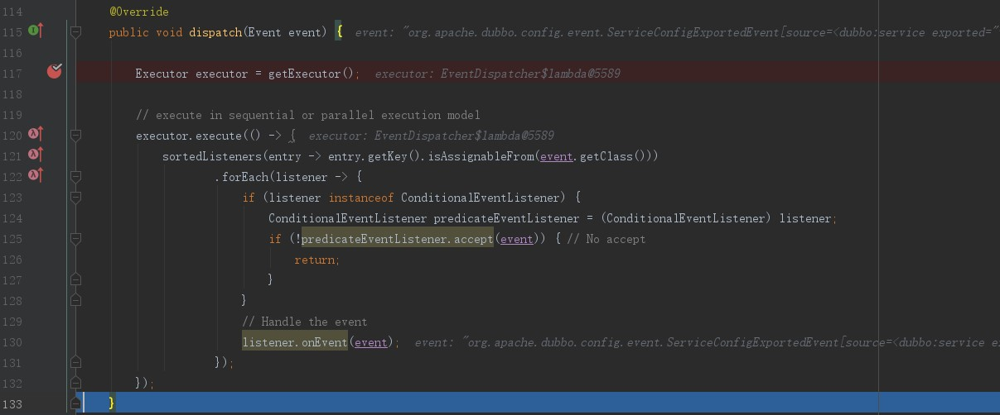 114 @Override
115 public void dispatch(Event event) { event: "org.apache.dubbo.config.event.ServiceConfigExportedEvent[source=<dubbo:service exported="
116
117 Executor executor = getExecutor(); executor: EventDispatcher$lambda@5589
118
119 // execute in sequential or parallel execution model
120 executor.execute(() -> { executor: EventDispatcher$lambda@5589
121 sortedListeners(entry -> entry.getKey().isAssignableFrom(event.getClass()))
122 .forEach(listener -> {
123 if (listener instanceof ConditionalEventListener) {
124 ConditionalEventListener predicateEventListener = (ConditionalEventListener) listener;
125 if (!predicateEventListener.accept(event)) { // No accept
126 return;
127 }
128 }
129 // Handle the event
130 listener.onEvent(event); event: "org.apache.dubbo.config.event.ServiceConfigExportedEvent[source=<dubbo:service e
131 });
132 });
133 }